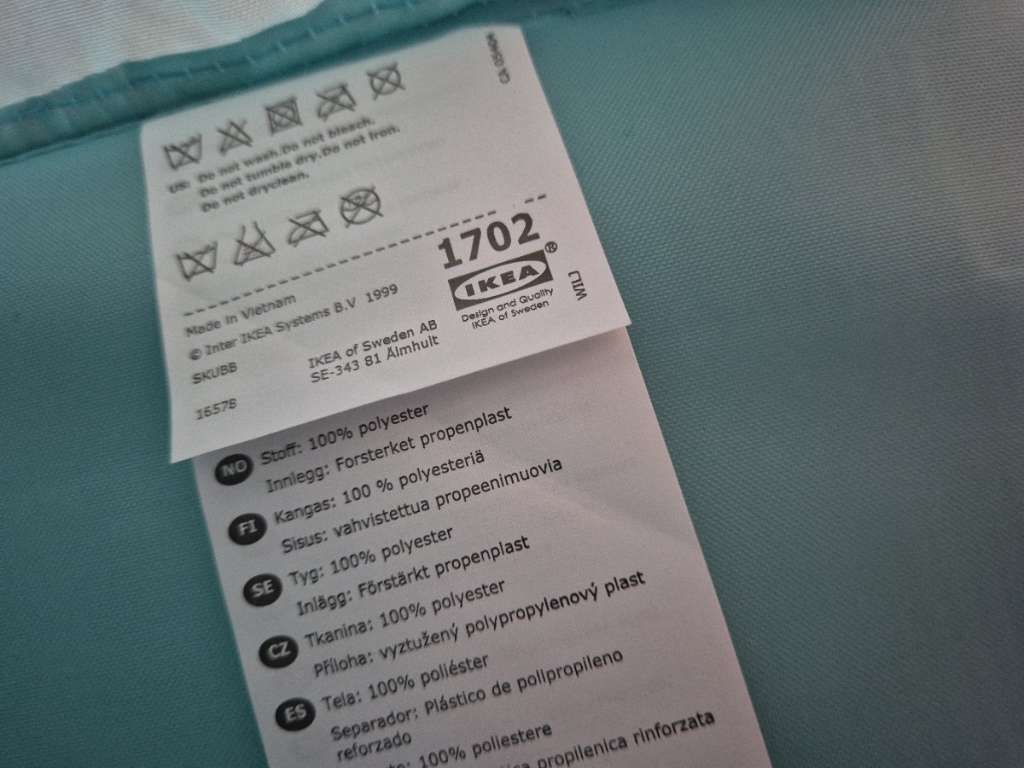 US: Do not wash.Do not bleach.
Do not tumble dry.Do not iron.
Do not dryclean.
1702
IKEA®
Design and Quality
IKEA of Sweden
WILI
Made in Vietnam
© Inter IKEA Systems B.V 1999
SKUBB
IKEA of Sweden AB
SE-343 81 Älmhult
16578
NO Stoff: 100% polyester
Innlegg: Forsterket propenplast
FI Kangas: 100 % polyesteriä
Sisus: vahvistettua propeenimuovia
SE Tyg: 100% polyester
Inlägg: Förstärkt propenplast
CZ Tkanina: 100% polyester
Příloha: vyztužený polypropylenový plast
ES Tela: 100% poliéster
Separador: Plástico de polipropileno
reforzado
100% poliestere
propilenica rinforzata